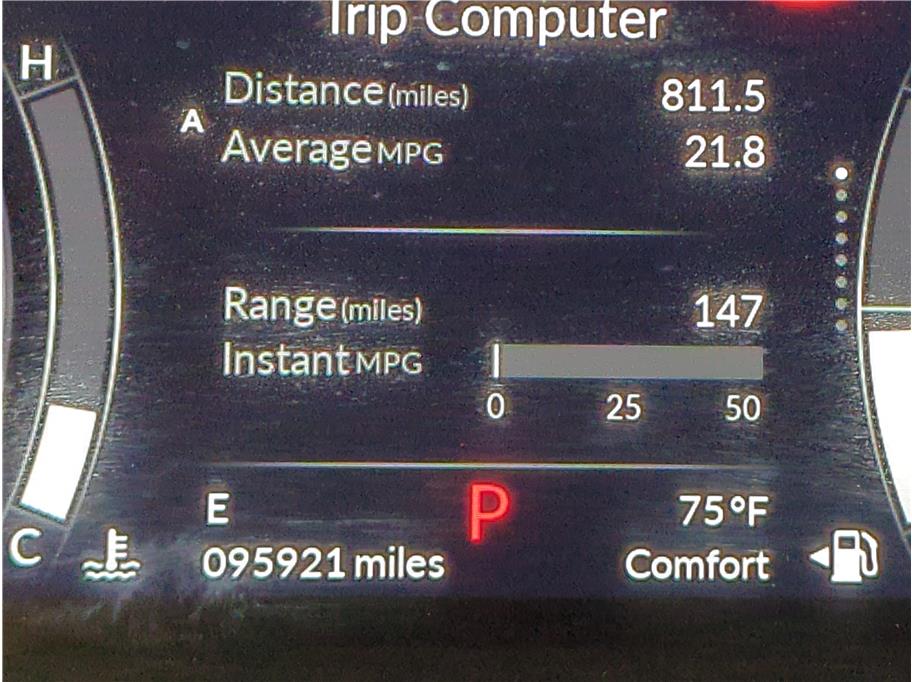 Trip Computer
H
Distance (miles) 811.5
A
Average MPG 21.8
Range (miles) 147
Instant MPG
0 25 50
E P 75°F
C 095921 miles Comfort